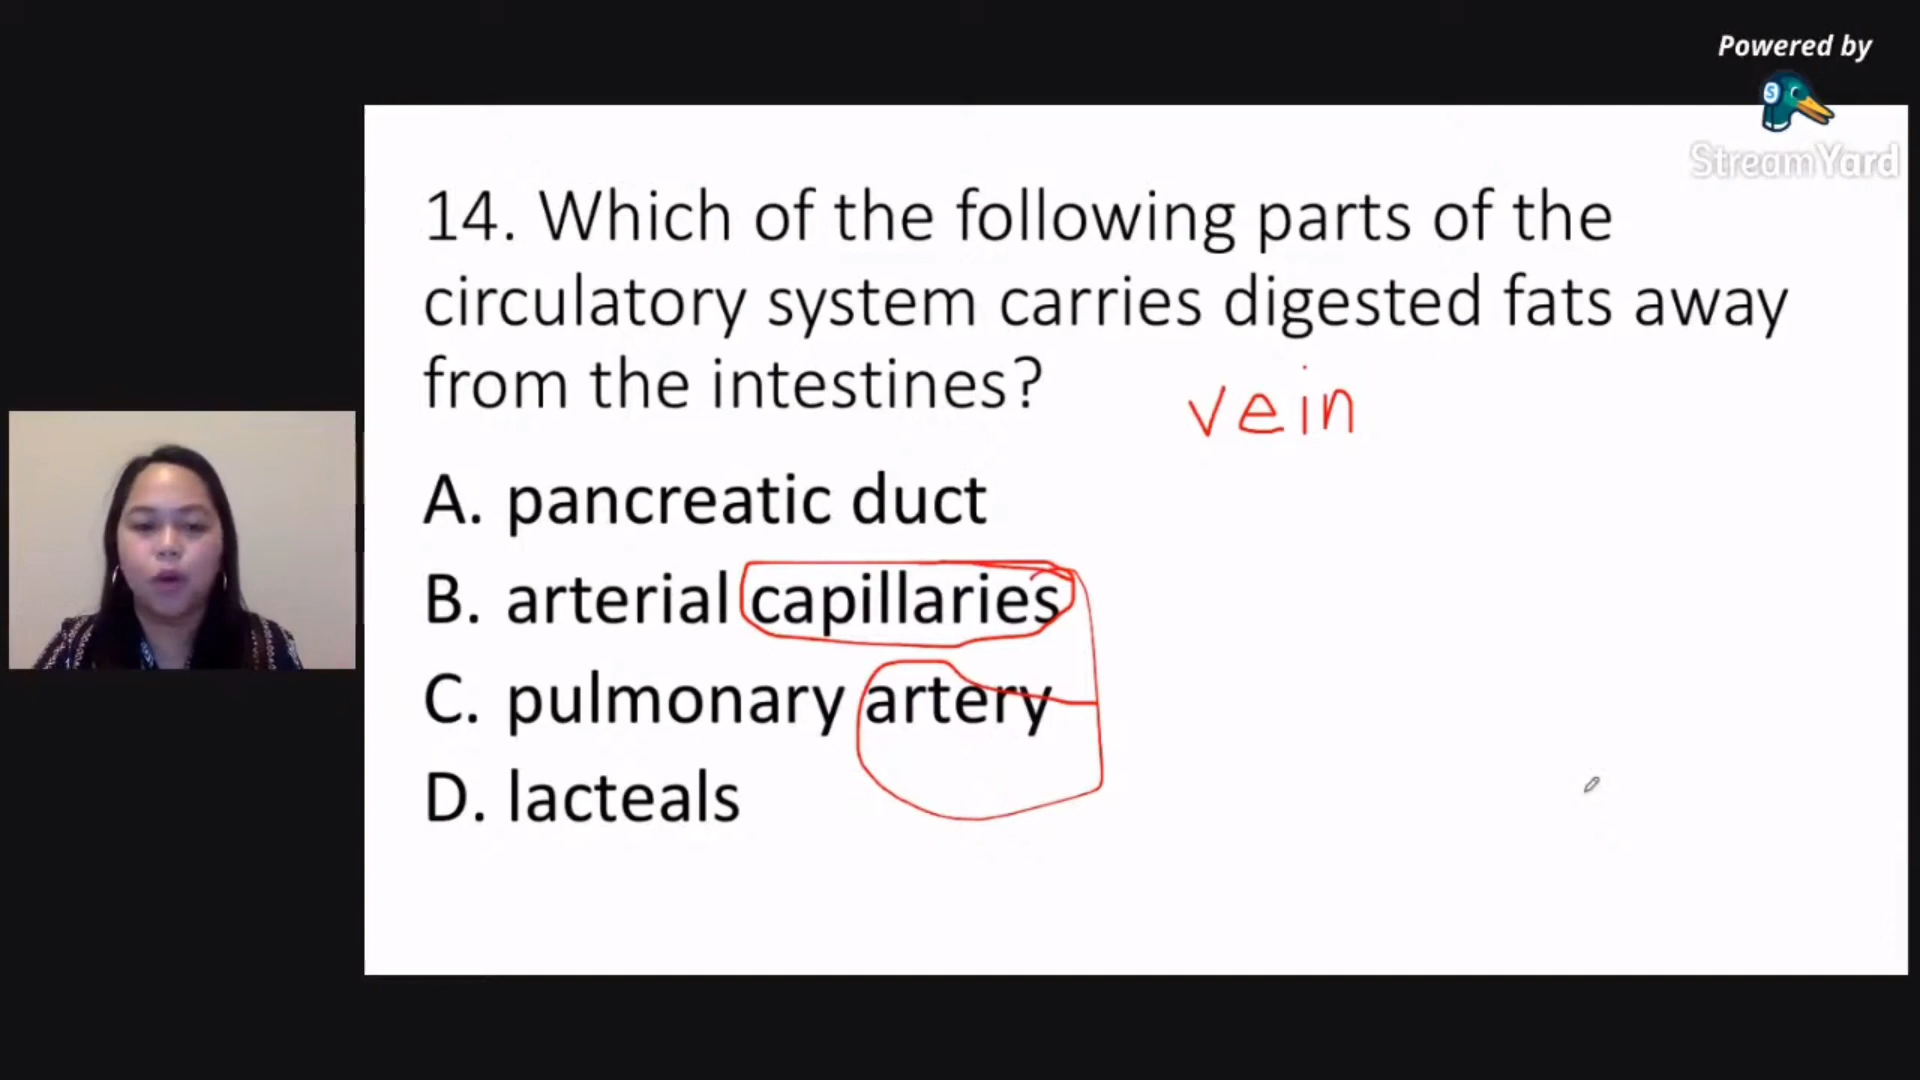 Powered by
StreamYard
14. Which of the following parts of the
circulatory system carries digested fats away
from the intestines?
vein
A. pancreatic duct
B. arterial capillaries
C. pulmonary artery
D. lacteals